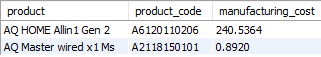 product product_code manufacturing_cost
AQ HOME Allin1 Gen 2 A6120110206 240.5364
AQ Master wired x1 Ms A2118150101 0.8920